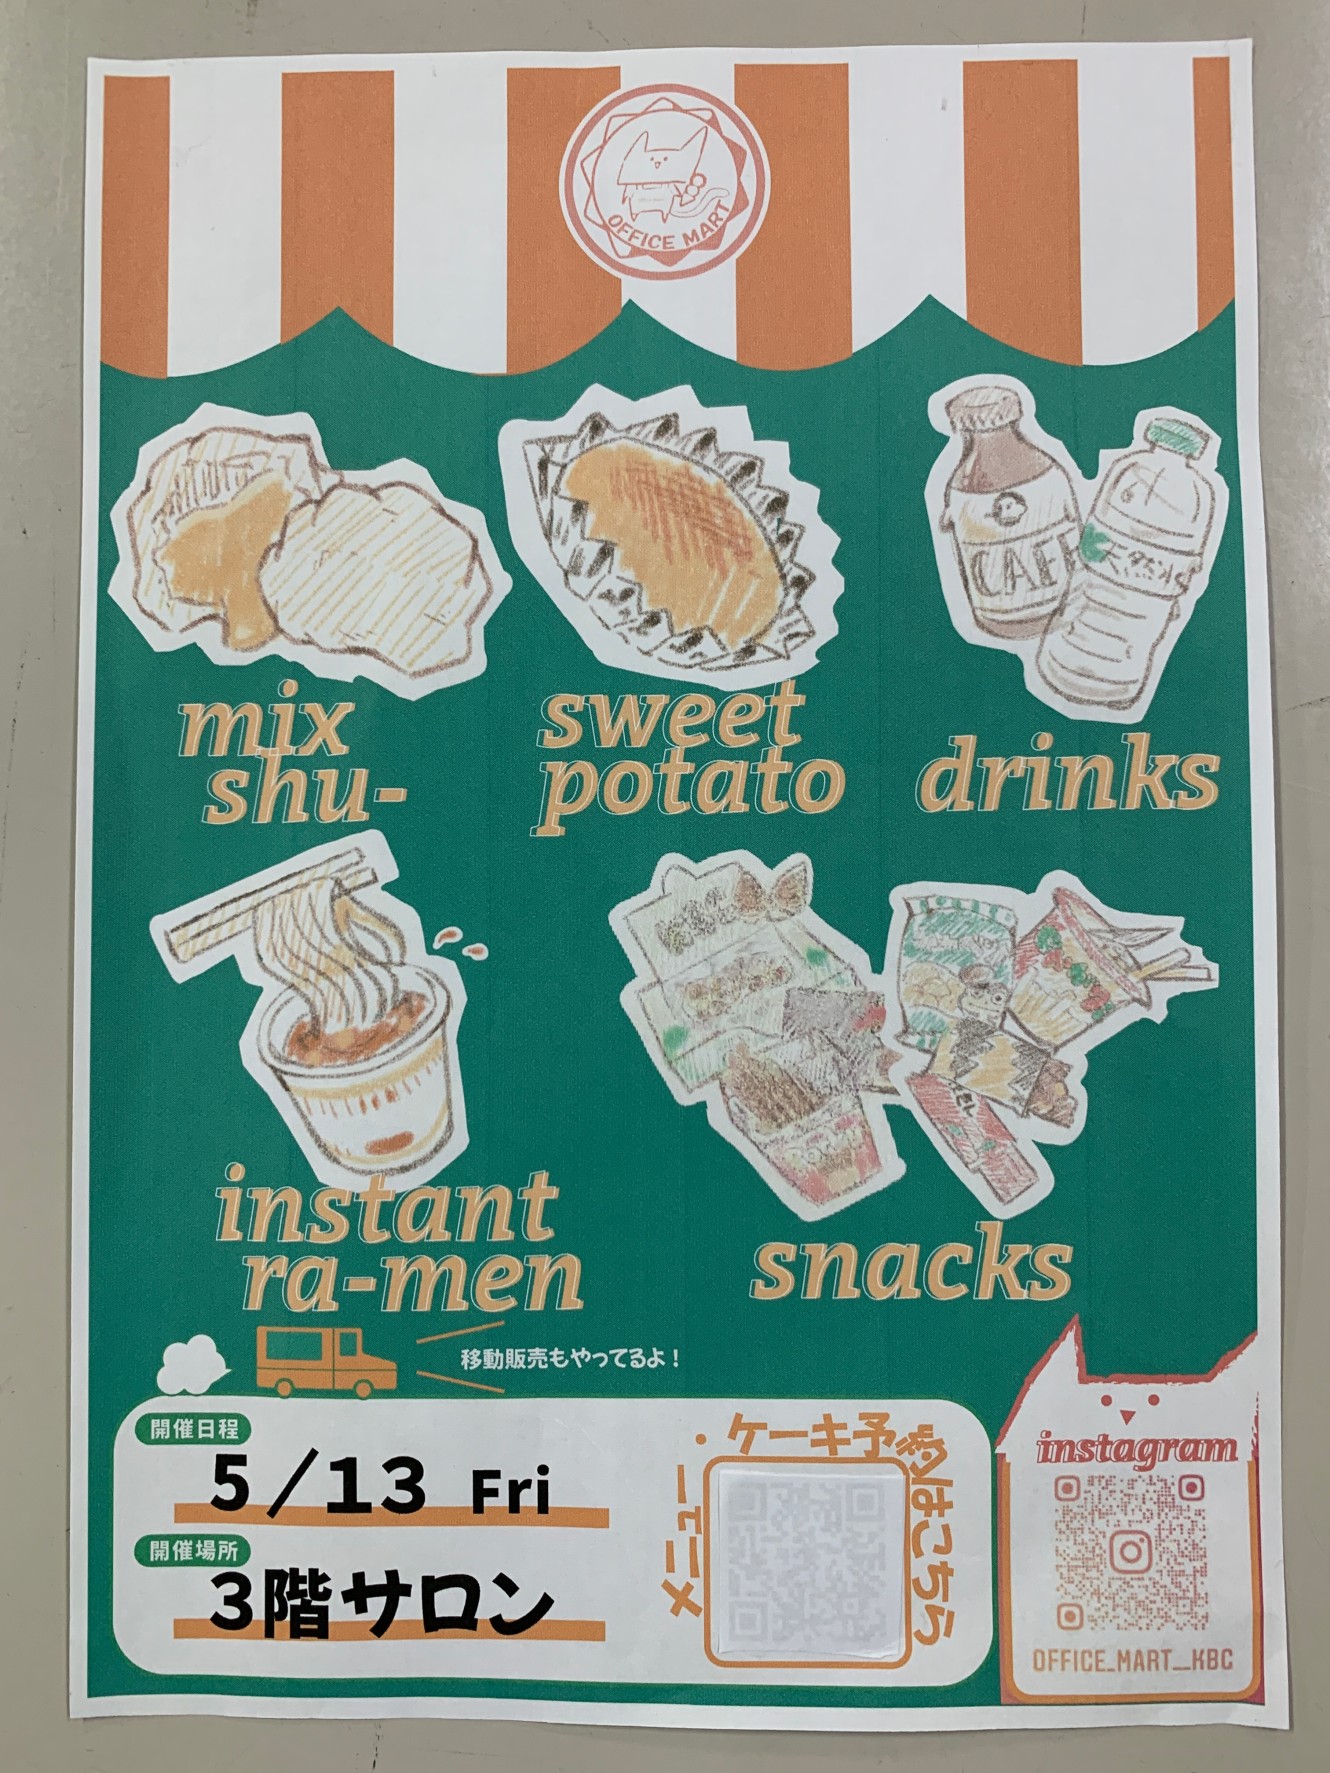 OFFICE MART
CAFE
天然水
mix
shu-
sweet
potato
drinks
instant
ra-men
snacks
移動販売もやってるよ！
開催日程
5/13 Fri
開催場所
3階サロン
メニュー・ケーキ予約はこちら
instagram
OFFICE_MART__KBC